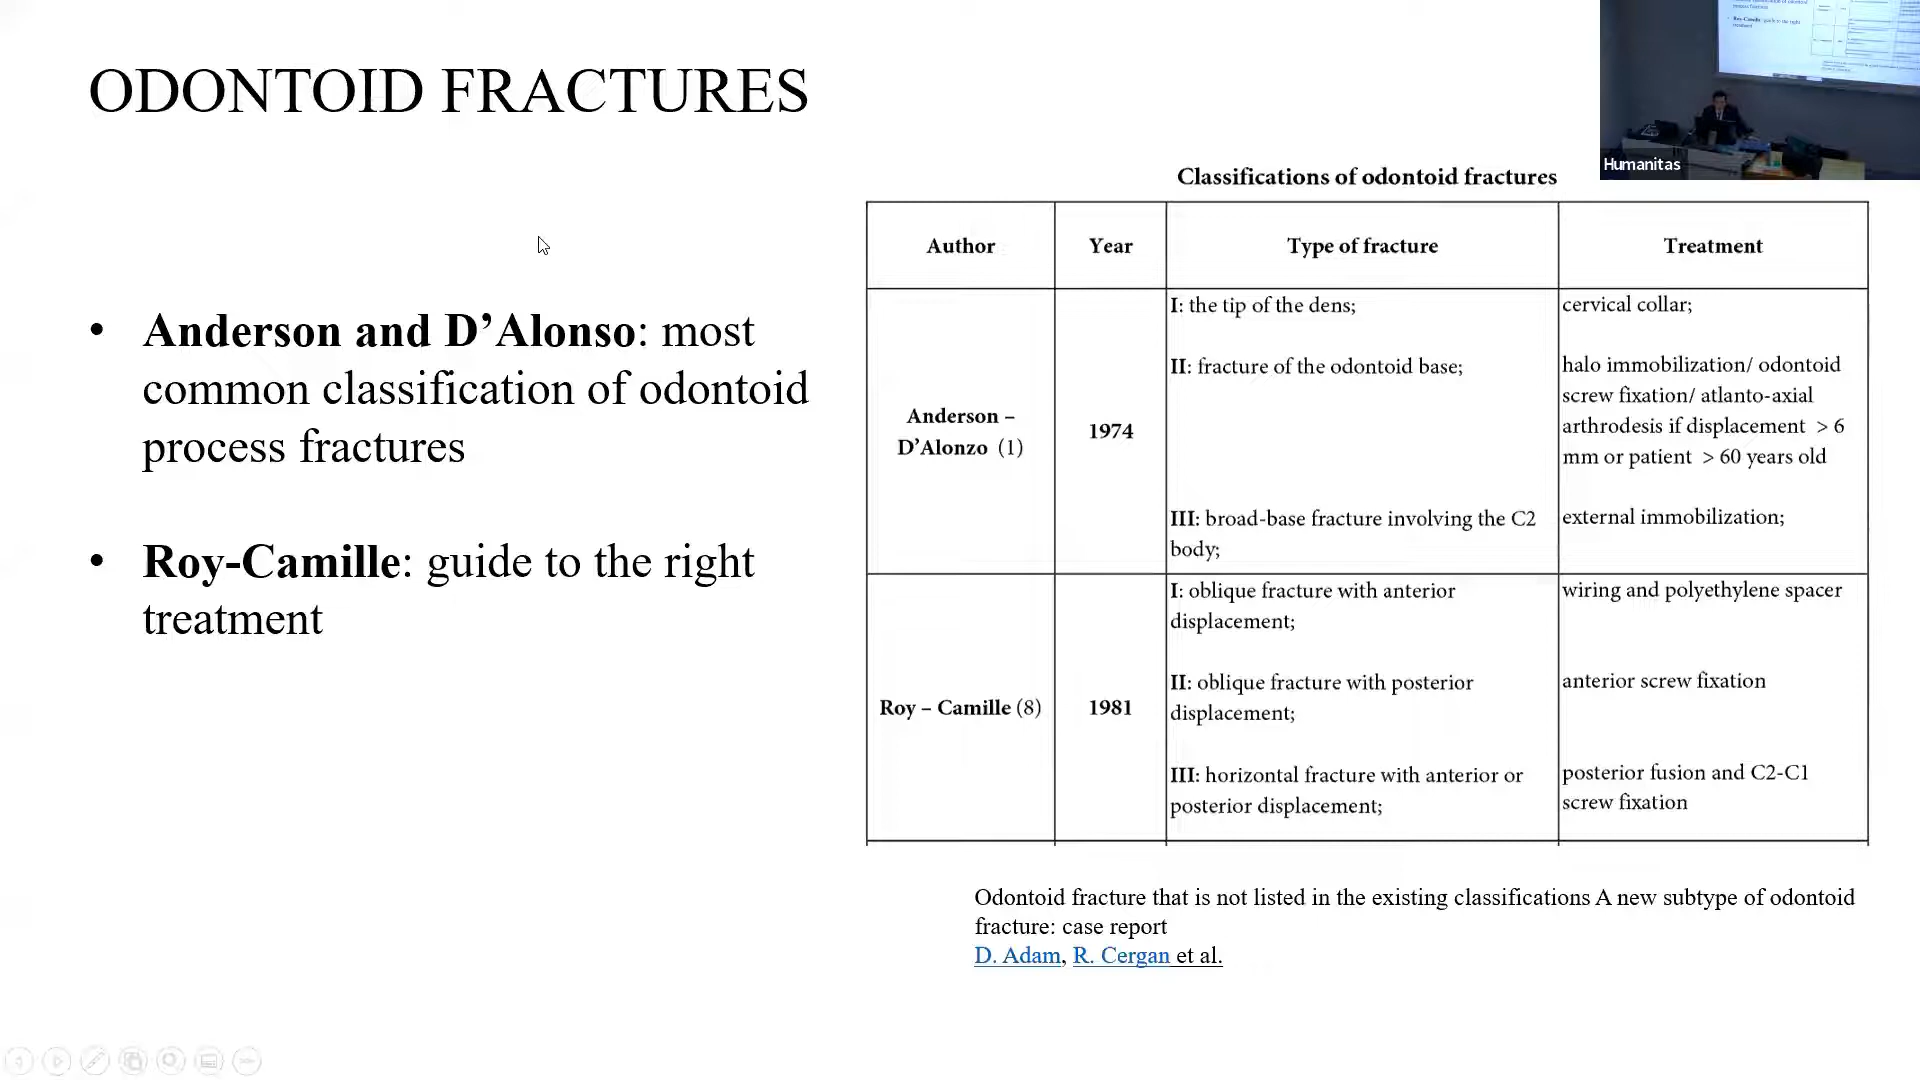 ODONTOID FRACTURES
• Anderson and D’Alonso: most
common classification of odontoid
process fractures
• Roy-Camille: guide to the right
treatment
Humanitas
Classifications of odontoid fractures
Author Year Type of fracture Treatment
Anderson –
D’Alonzo (1)
1974
I: the tip of the dens;
cervical collar;
II: fracture of the odontoid base;
halo immobilization/ odontoid
screw fixation/ atlanto-axial
arthrodesis if displacement > 6
mm or patient > 60 years old
III: broad-base fracture involving the C2
body;
external immobilization;
Roy – Camille (8)
1981
I: oblique fracture with anterior
displacement;
wiring and polyethylene spacer
II: oblique fracture with posterior
displacement;
anterior screw fixation
III: horizontal fracture with anterior or
posterior displacement;
posterior fusion and C2-C1
screw fixation
Odontoid fracture that is not listed in the existing classifications A new subtype of odontoid
fracture: case report
D. Adam, R. Cergan et al.